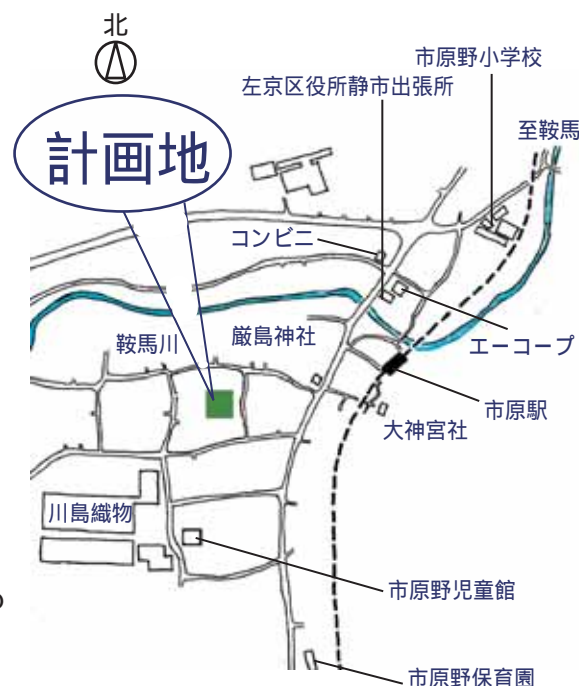 北
市原野小学校
左京区役所静市出張所
至鞍馬
計画地
コンビニ
鞍馬川
厳島神社
エーコープ
市原駅
大神宮社
川島織物
市原野児童館
市原野保育園